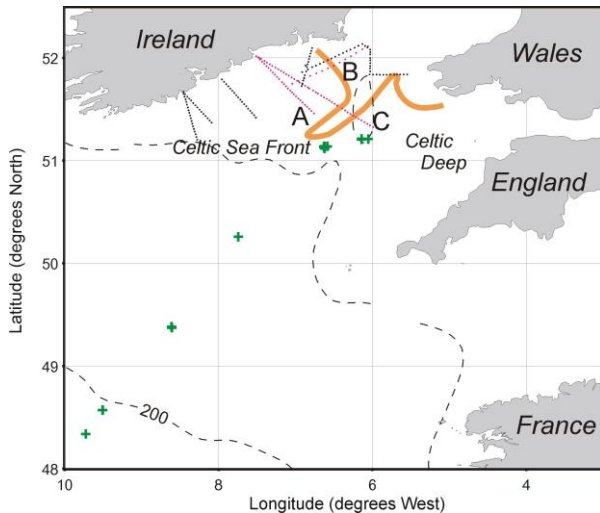 52
51
50
49
48
Latitude (degrees North)
Ireland
Wales
B
A
C
Celtic Sea Front
Celtic
Deep
England
200
France
10
8
6
4
Longitude (degrees West)